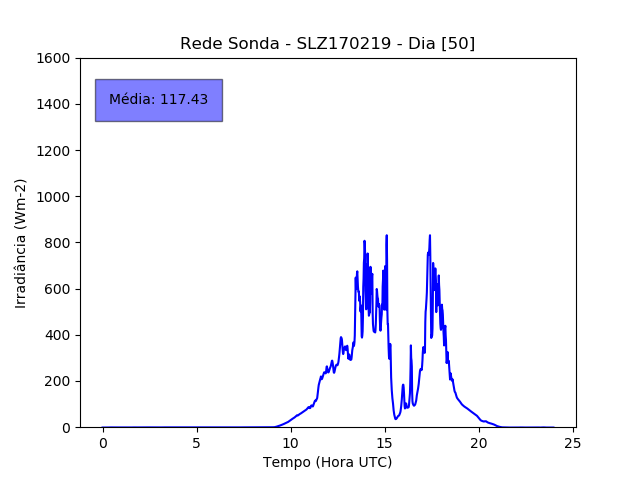 Rede Sonda - SLZ170219 - Dia [50]
1600
1400
1200
1000
800
600
400
200
0
Média: 117.43
Irradiância (Wm-2)
0 5 10 15 20 25
Tempo (Hora UTC)